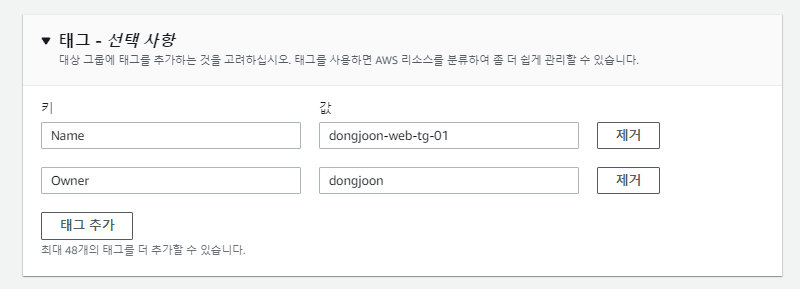 ▼ 태그 - 선택 사항
대상 그룹에 태그를 추가하는 것을 고려하십시오. 태그를 사용하면 AWS 리소스를 분류하여 좀 더 쉽게 관리할 수 있습니다.
키 값
Name dongjoon-web-tg-01 제거
Owner dongjoon 제거
태그 추가
최대 48개의 태그를 더 추가할 수 있습니다.